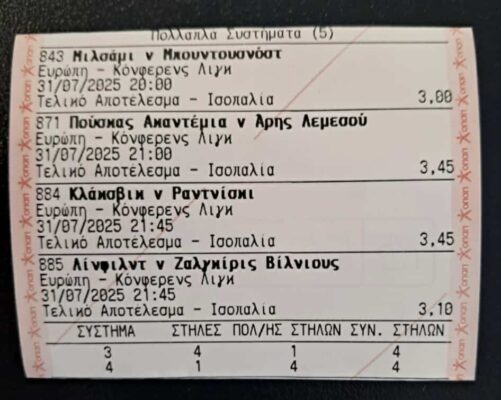 Πολλαπλά Συστήματα (5)
843 Μιλσάμι v Μπουντουσνόστ
Ευρώπη - Κόνφερενς Λιγκ
31/07/2025 20:00
Τελικό Αποτέλεσμα - Ισοπαλία 3,00
871 Πούσκας Ακαντέμια v Άρης Λεμεσού
Ευρώπη - Κόνφερενς Λιγκ
31/07/2025 21:00
Τελικό Αποτέλεσμα - Ισοπαλία 3,45
884 Κλάκσβικ v Ραντνίσκι
Ευρώπη - Κόνφερενς Λιγκ
31/07/2025 21:45
Τελικό Αποτέλεσμα - Ισοπαλία 3,45
885 Λίνφιλντ v Ζαλγκίρις Βίλνιους
Ευρώπη - Κόνφερενς Λιγκ
31/07/2025 21:45
Τελικό Αποτέλεσμα - Ισοπαλία 3,10
ΣΥΣΤΗΜΑ ΣΤΗΛΕΣ ΠΟΛ/ΗΣ ΣΤΗΛΩΝ ΣΥΝ. ΣΤΗΛΩΝ
3 4 1 4
4 1 4 4